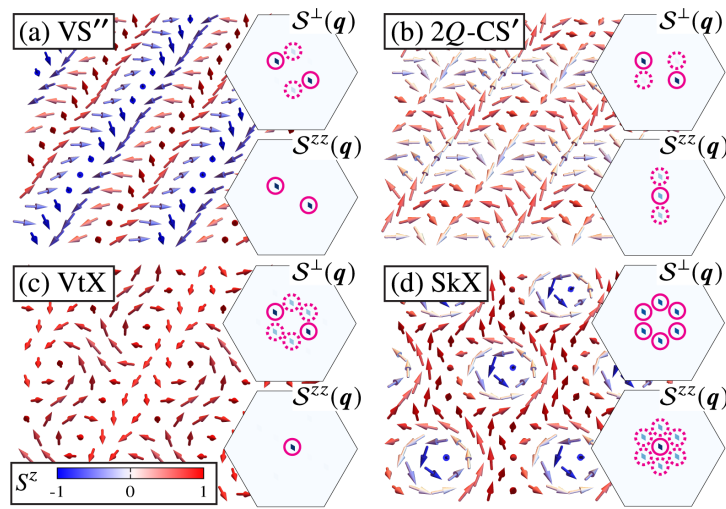 (a) VS′′
𝒮⊥(q)
𝒮zz(q)
(b) 2Q-CS′
𝒮⊥(q)
𝒮zz(q)
(c) VtX
𝒮⊥(q)
𝒮zz(q)
Sz
-1 0 1
(d) SkX
𝒮⊥(q)
𝒮zz(q)